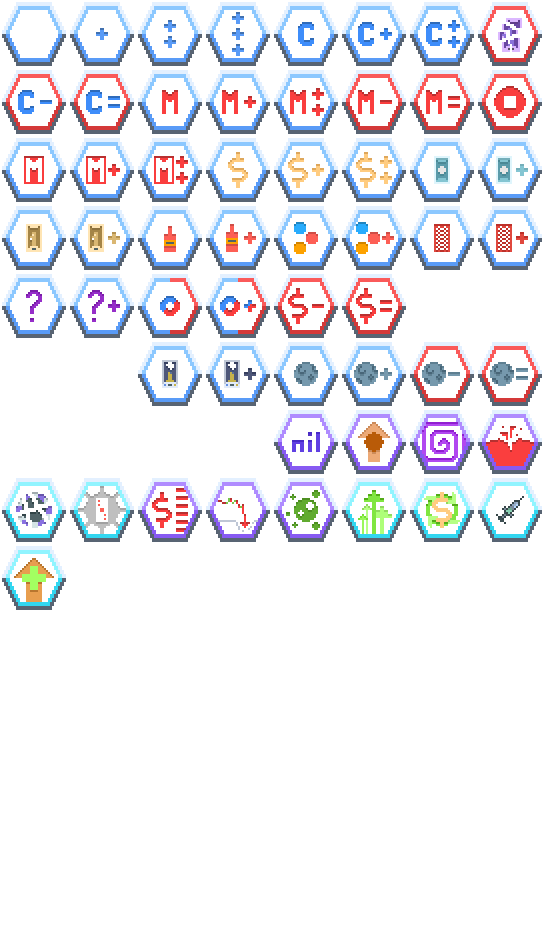 + ‡ C C+ C‡
C- C= M M+ M‡ M- M=
M M+ M‡ $ $+ $‡ +
+ + + +
? ?+ + $- $=
+ + - =
nil
$
$